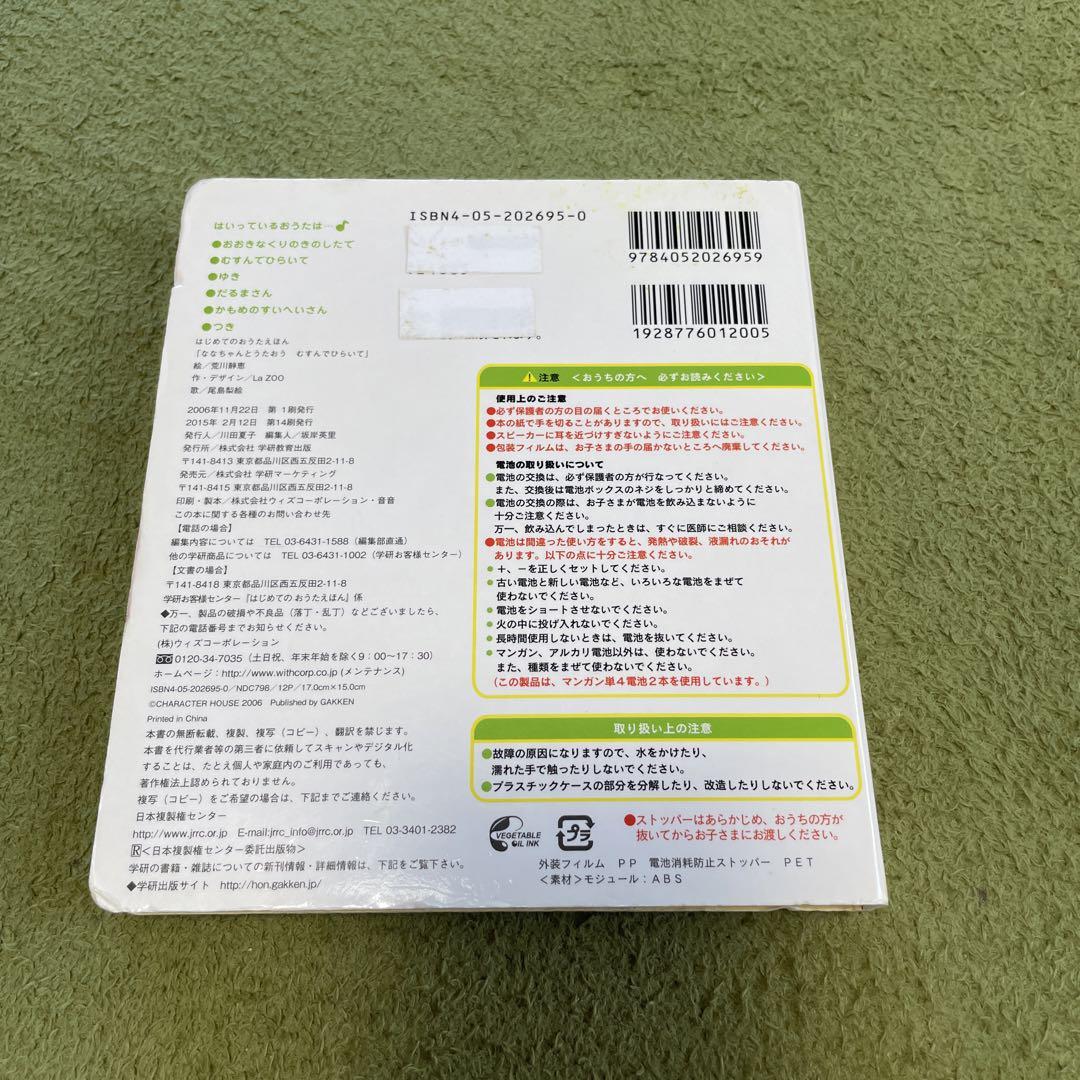 はいっているおうたは…♪
●おおきなくりのきのしたて
●むすんでひらいて
●ゆき
●だるまさん
●かもめのすいへいさん
●つき
はじめてのおうたえほん
「ななちゃんとうたおう むすんでひらいて」
絵／荒川静恵
作・デザイン／La ZOO
歌／尾島梨絵
2006年11月22日 第 1刷発行
2015年 2月12日 第14刷発行
発行人／川田夏子 編集人／坂岸英里
発行所／株式会社 学研教育出版
〒141-8413 東京都品川区西五反田2-11-8
発売元／株式会社 学研マーケティング
〒141-8415 東京都品川区西五反田2-11-8
印刷・製本／株式会社ウィズコーポレーション・音音
この本に関する各種のお問い合わせ先
【電話の場合】
編集内容については TEL 03-6431-1588（編集部直通）
他の学研商品については TEL 03-6431-1002（学研お客様センター）
【文書の場合】
〒141-8418 東京都品川区西五反田2-11-8
学研お客様センター『はじめての おうたえほん』係
◆万一、製品の破損や不良品（落丁・乱丁）などございましたら、
下記の電話番号までお知らせください。
(株)ウィズコーポレーション
0120-34-7035（土日祝、年末年始を除く9：00～17：30）
ホームページ：http://www.withcorp.co.jp (メンテナンス)
ISBN4-05-202695-0／NDC798／12P／17.0cm×15.0cm
©CHARACTER HOUSE 2006 Published by GAKKEN
Printed in China
本書の無断転載、複製、複写（コピー）、翻訳を禁じます。
本書を代行業者等の第三者に依頼してスキャンやデジタル化
することは、たとえ個人や家庭内のご利用であっても、
著作権法上認められておりません。
複写（コピー）をご希望の場合は、下記までご連絡ください。
日本複製権センター
http://www.jrrc.or.jp E-mail:jrrc_info@jrrc.or.jp TEL 03-3401-2382
R＜日本複製権センター委託出版物＞
学研の書籍・雑誌についての新刊情報・詳細情報は、下記をご覧下さい。
◆学研出版サイト http://hon.gakken.jp/
ISBN4-05-202695-0
9784052026959
1928776012005
⚠注意 ＜おうちの方へ 必ずお読みください＞
使用上のご注意
●必ず保護者の方の目の届くところでお使いください。
●本の紙で手を切ることがありますので、取り扱いにはご注意ください。
●スピーカーに耳を近づけすぎないようにご注意ください。
●包装フィルムは、お子さまの手の届かないところへ廃棄してください。
電池の取り扱いについて
●電池の交換は、必ず保護者の方が行なってください。
また、交換後は電池ボックスのネジをしっかりと締めてください。
●電池の交換の際は、お子さまが電池を飲み込まないように
十分ご注意ください。
万一、飲み込んでしまったときは、すぐに医師にご相談ください。
●電池は間違った使い方をすると、発熱や破裂、液漏れのおそれが
あります。以下の点に十分ご注意ください。
●＋、－を正しくセットしてください。
●古い電池と新しい電池など、いろいろな電池をまぜて
使わないでください。
●電池をショートさせないでください。
●火の中に投げ入れないでください。
●長時間使用しないときは、電池を抜いてください。
●マンガン、アルカリ電池以外は、使わないでください。
また、種類をまぜて使わないでください。
(この製品は、マンガン単4電池2本を使用しています。)
取り扱い上の注意
●故障の原因になりますので、水をかけたり、
濡れた手で触ったりしないでください。
●プラスチックケースの部分を分解したり、改造したりしないでください。
VEGETABLE
OIL INK
プラ
●ストッパーはあらかじめ、おうちの方が
抜いてからお子さまにお渡しください。
外装フィルム PP 電池消耗防止ストッパー PET
＜素材＞モジュール：ABS